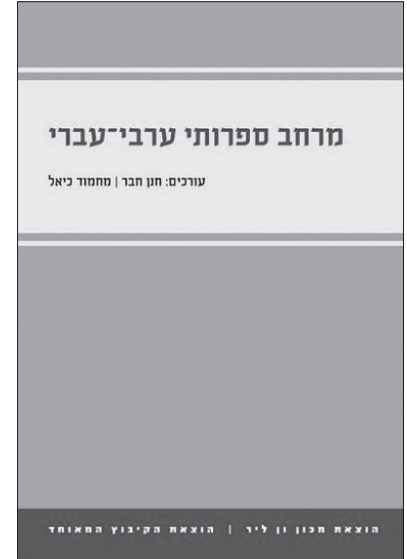 מרחב ספרותי ערבי־עברי
עורכים: חנן חבר | מחמוד כיאל
הוצאת מכון ון ליר | הוצאת הקיבוץ המאוחד